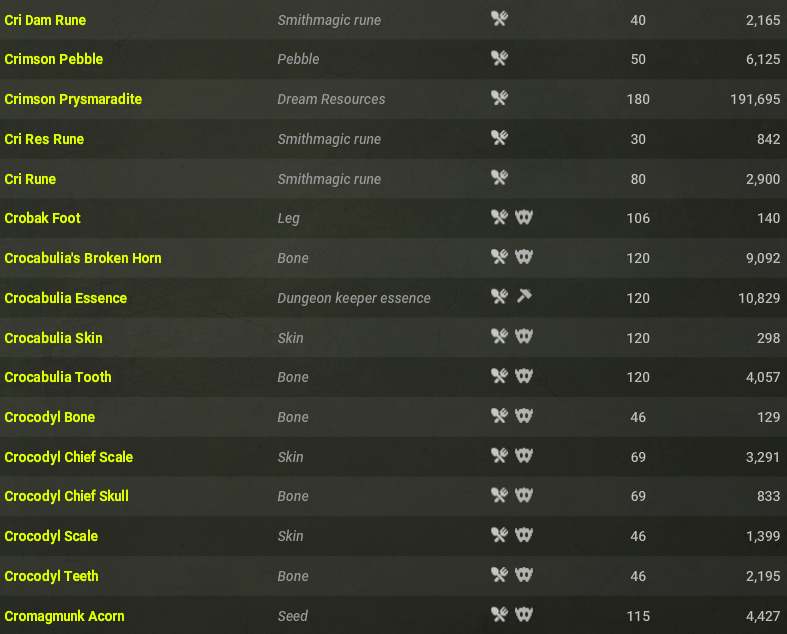 Cri Dam Rune Smithmagic rune 40 2,165
Crimson Pebble Pebble 50 6,125
Crimson Prysmaradite Dream Resources 180 191,695
Cri Res Rune Smithmagic rune 30 842
Cri Rune Smithmagic rune 80 2,900
Crobak Foot Leg 106 140
Crocabulia's Broken Horn Bone 120 9,092
Crocabulia Essence Dungeon keeper essence 120 10,829
Crocabulia Skin Skin 120 298
Crocabulia Tooth Bone 120 4,057
Crocodyl Bone Bone 46 129
Crocodyl Chief Scale Skin 69 3,291
Crocodyl Chief Skull Bone 69 833
Crocodyl Scale Skin 46 1,399
Crocodyl Teeth Bone 46 2,195
Cromagmunk Acorn Seed 115 4,427